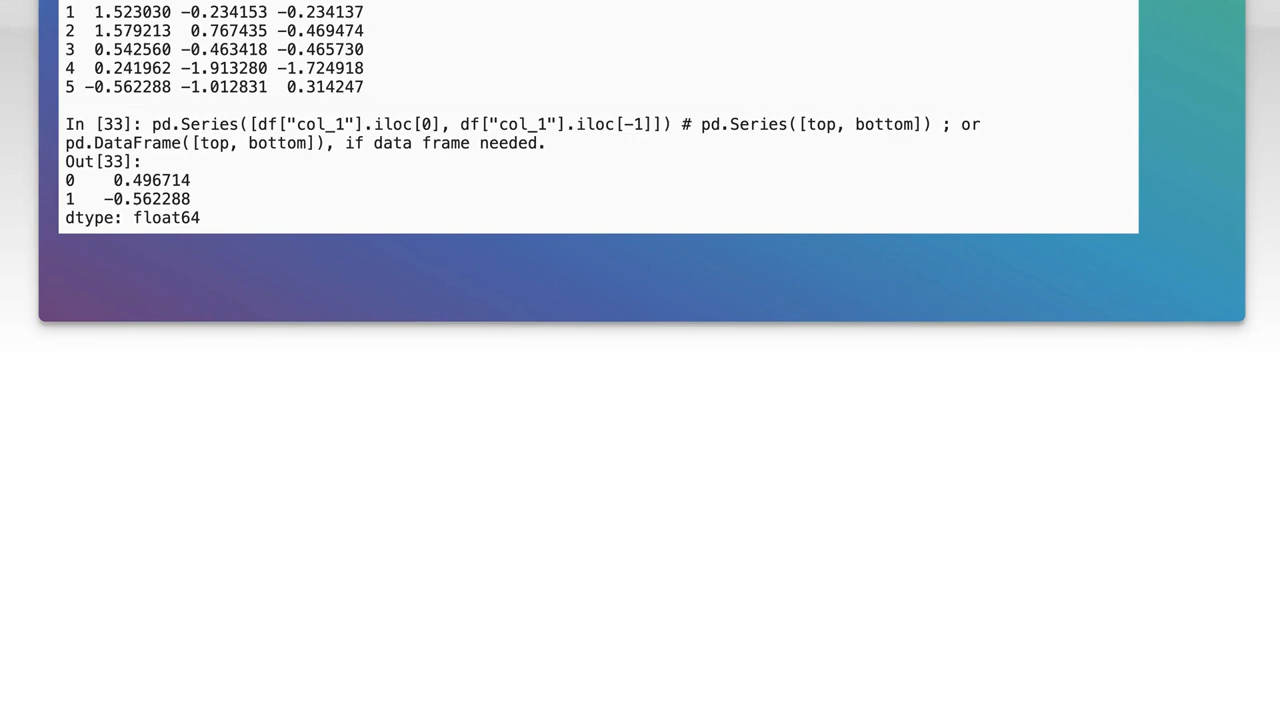 1  1.523030 -0.234153 -0.234137
2  1.579213  0.767435 -0.469474
3  0.542560 -0.463418 -0.465730
4  0.241962 -1.913280 -1.724918
5 -0.562288 -1.012831  0.314247
In [33]: pd.Series([df["col_1"].iloc[0], df["col_1"].iloc[-1]]) # pd.Series([top, bottom]) ; or
pd.DataFrame([top, bottom]), if data frame needed.
Out[33]:
0    0.496714
1   -0.562288
dtype: float64